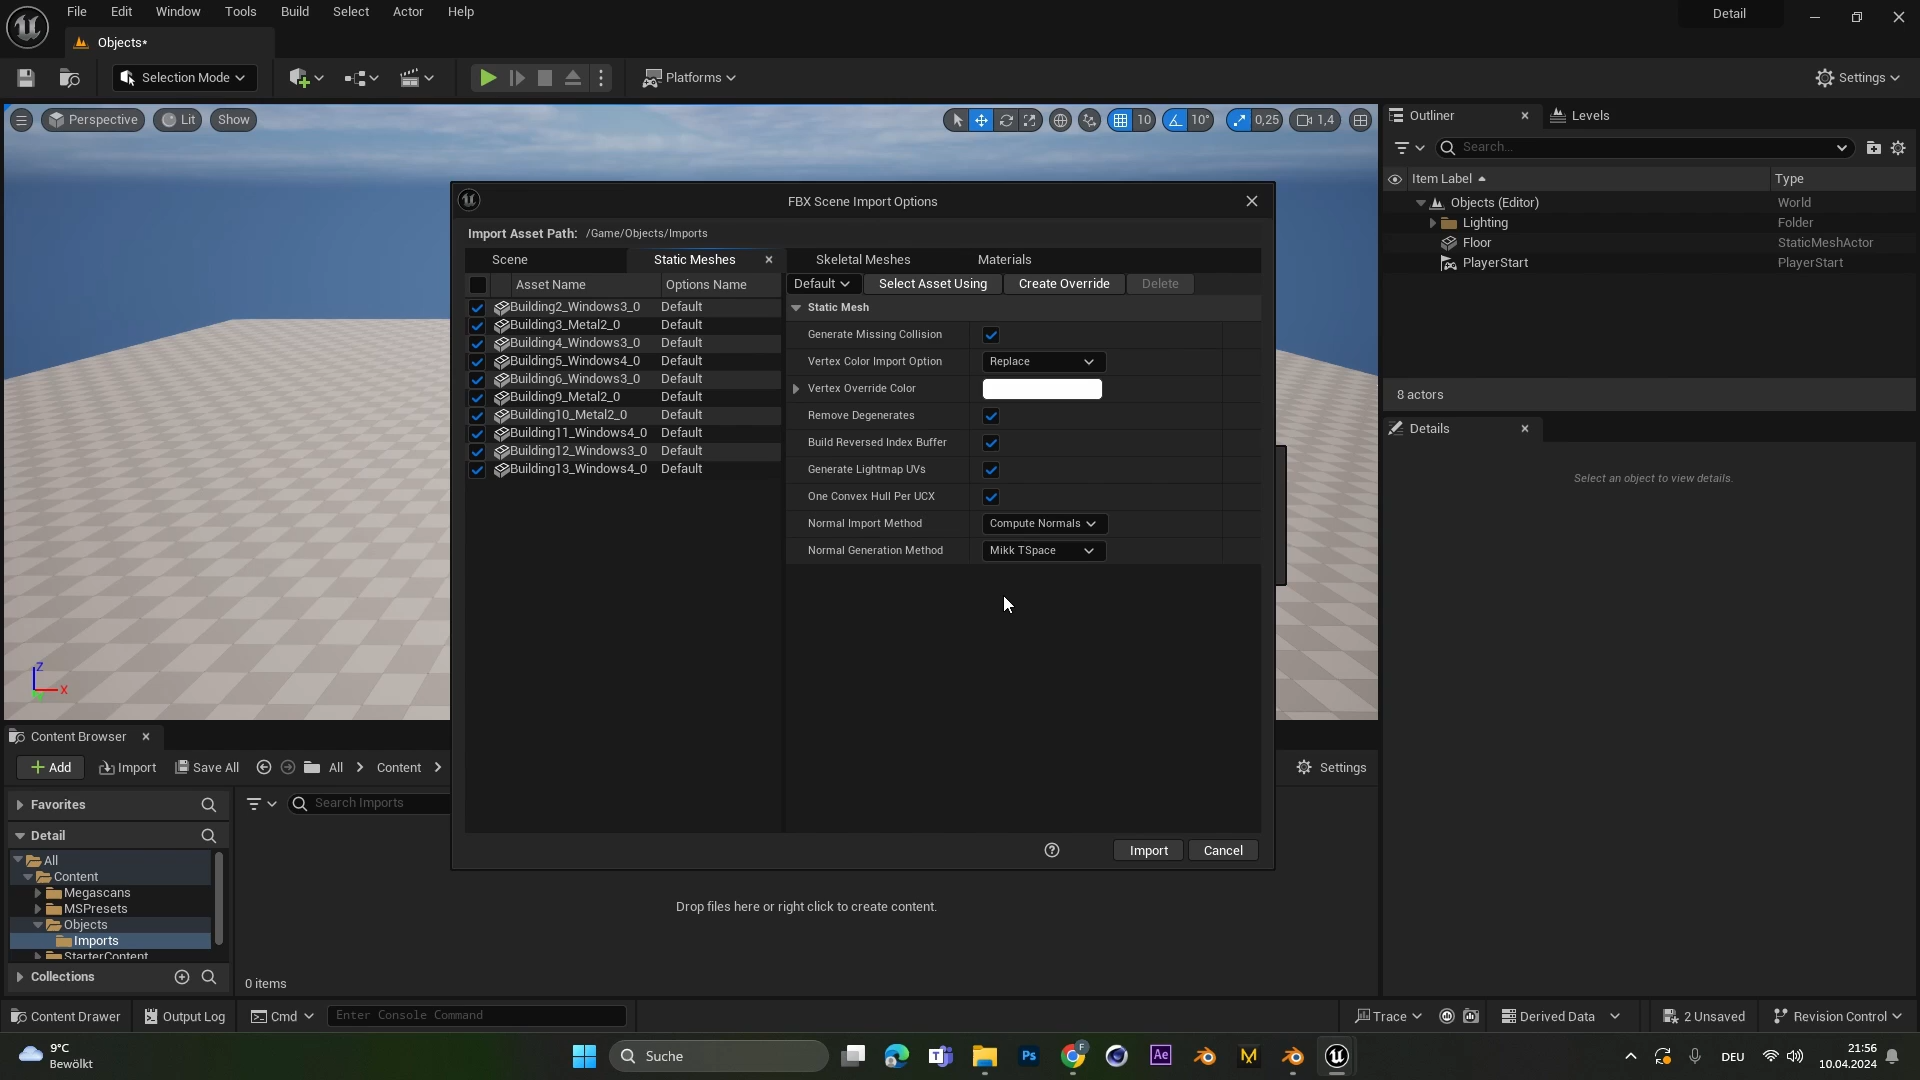 File Edit Window Tools Build Select Actor Help
Detail
Objects*
Selection Mode
Platforms
Settings
Perspective Lit Show
10 10° 0,25 1,4
Outliner Levels
Search...
Item Label Type
Objects (Editor) World
Lighting Folder
Floor StaticMeshActor
PlayerStart PlayerStart
8 actors
Details
Select an object to view details.
FBX Scene Import Options
Import Asset Path: /Game/Objects/Imports
Scene Static Meshes Skeletal Meshes Materials
Asset Name Options Name
Building2_Windows3_0 Default
Building3_Metal2_0 Default
Building4_Windows3_0 Default
Building5_Windows4_0 Default
Building6_Windows3_0 Default
Building9_Metal2_0 Default
Building10_Metal2_0 Default
Building11_Windows4_0 Default
Building12_Windows3_0 Default
Building13_Windows4_0 Default
Default Select Asset Using Create Override Delete
Static Mesh
Generate Missing Collision
Vertex Color Import Option Replace
Vertex Override Color
Remove Degenerates
Build Reversed Index Buffer
Generate Lightmap UVs
One Convex Hull Per UCX
Normal Import Method Compute Normals
Normal Generation Method Mikk TSpace
Import Cancel
Z
X
Content Browser
Add Import Save All All Content
Settings
Favorites
Search Imports
Detail
All
Content
Megascans
MSPresets
Objects
Imports
StarterContent
Collections
Drop files here or right click to create content.
0 items
Content Drawer Output Log Cmd Enter Console Command
Trace Derived Data 2 Unsaved Revision Control
9°C
Bewölkt
Suche
Ps
F
Ae
M
DEU
21:56
10.04.2024